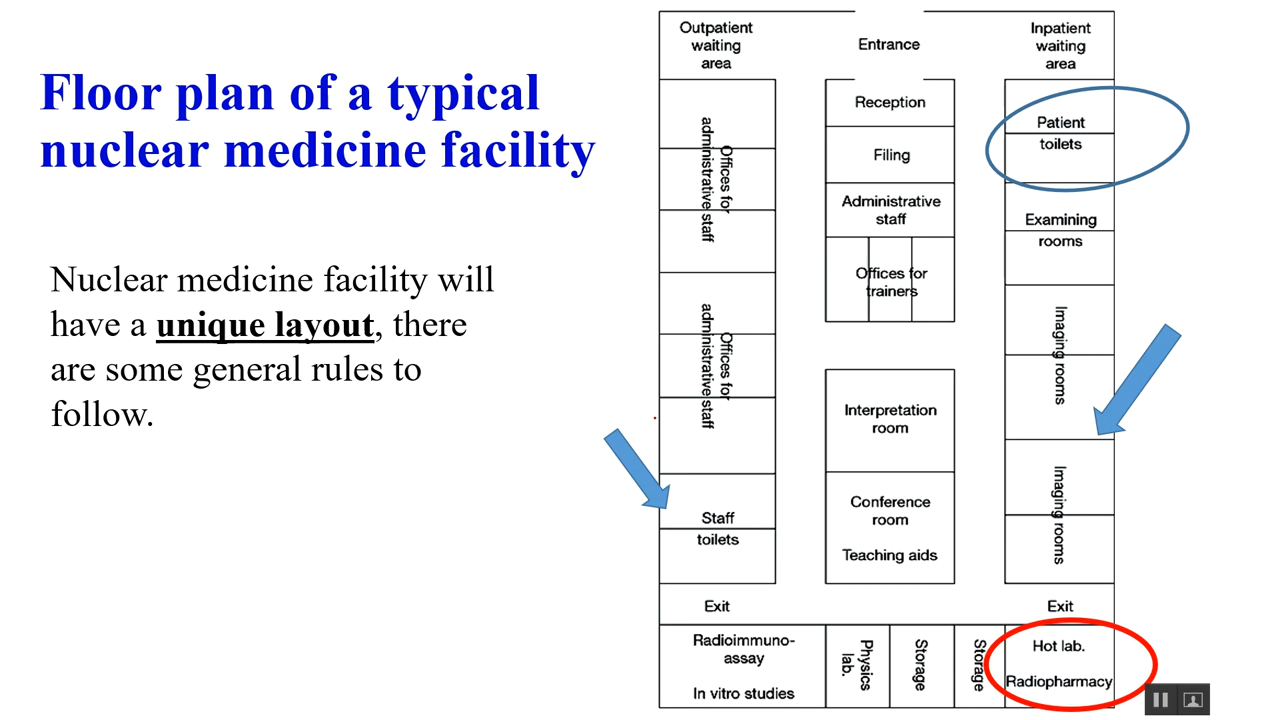 Floor plan of a typical
nuclear medicine facility
Nuclear medicine facility will
have a unique layout, there
are some general rules to
follow.
Outpatient
waiting
area
Entrance
Inpatient
waiting
area
Offices for
administrative staff
Offices for
administrative staff
Staff
toilets
Reception
Filing
Administrative
staff
Offices for
trainers
Interpretation
room
Conference
room
Teaching aids
Patient
toilets
Examining
rooms
Imaging rooms
Imaging rooms
Exit
Exit
Radioimmuno-
assay
In vitro studies
Physics
lab.
Storage
Storage
Hot lab.
Radiopharmacy